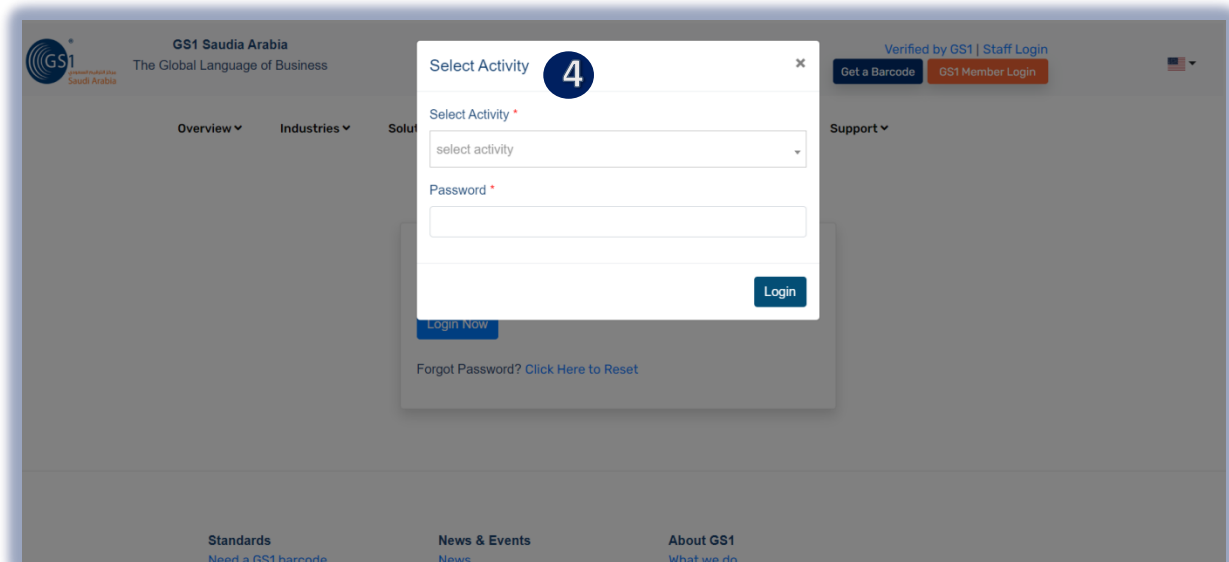 GS1 Saudia Arabia
The Global Language of Business
GS1
Saudi Arabia
Verified by GS1 | Staff Login
Get a Barcode
GS1 Member Login
Overview
Industries
Solut
Support
Select Activity
4
×
Select Activity *
select activity
Password *
Login
Login Now
Forgot Password? Click Here to Reset
Standards
News & Events
About GS1
Need a GS1 barcode
News
What we do